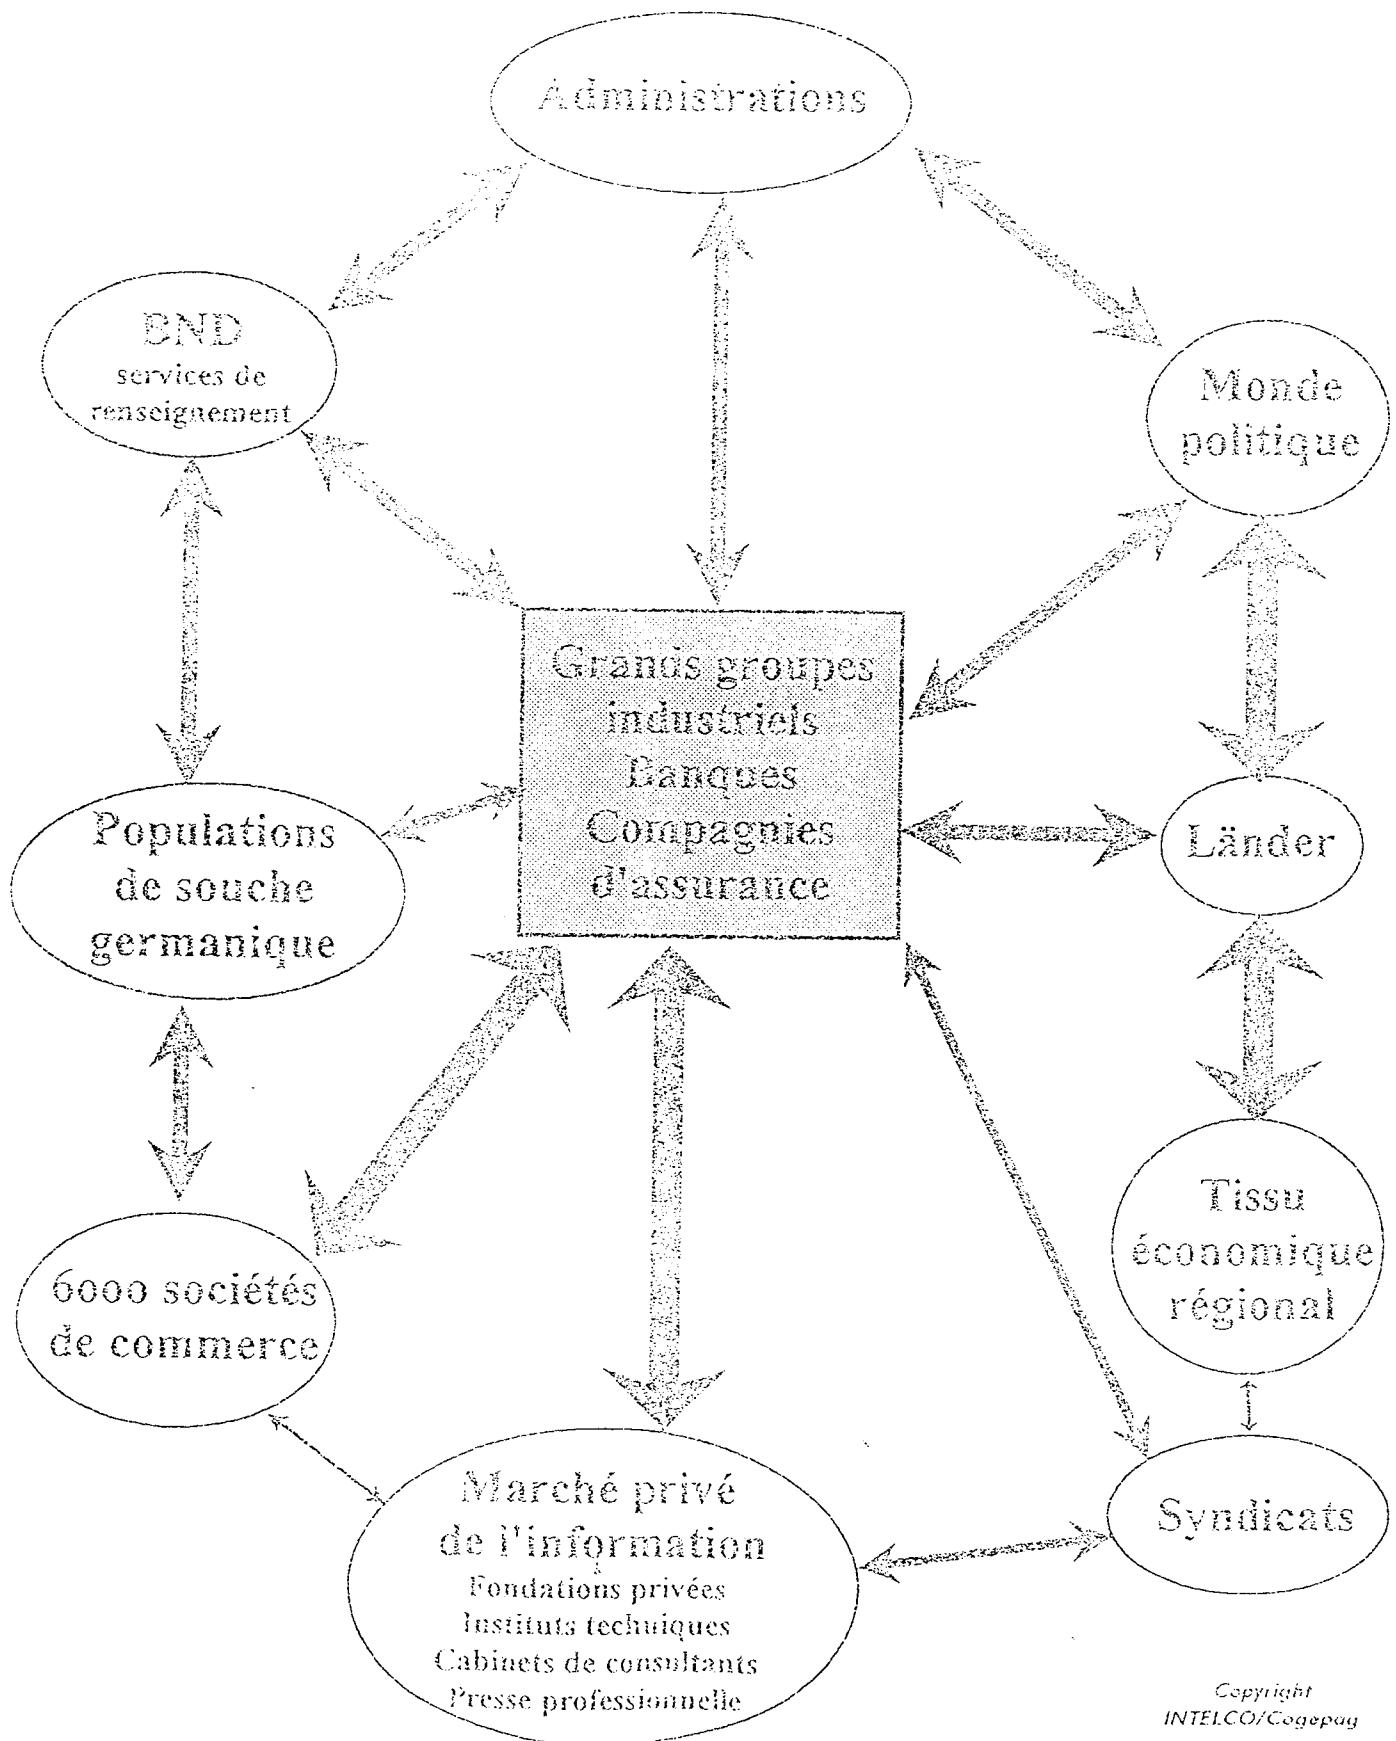 Administrations
BND
services de
renseignement
Monde
politique
Grands groupes
industriels
Banques
Compagnies
d'assurance
Populations
de souche
germanique
Länder
6000 sociétés
de commerce
Tissu
économique
régional
Marché privé
de l'information
Fondations privées
Instituts techniques
Cabinets de consultants
Presse professionnelle
Syndicats
Copyright
INTELCO/Cogepag